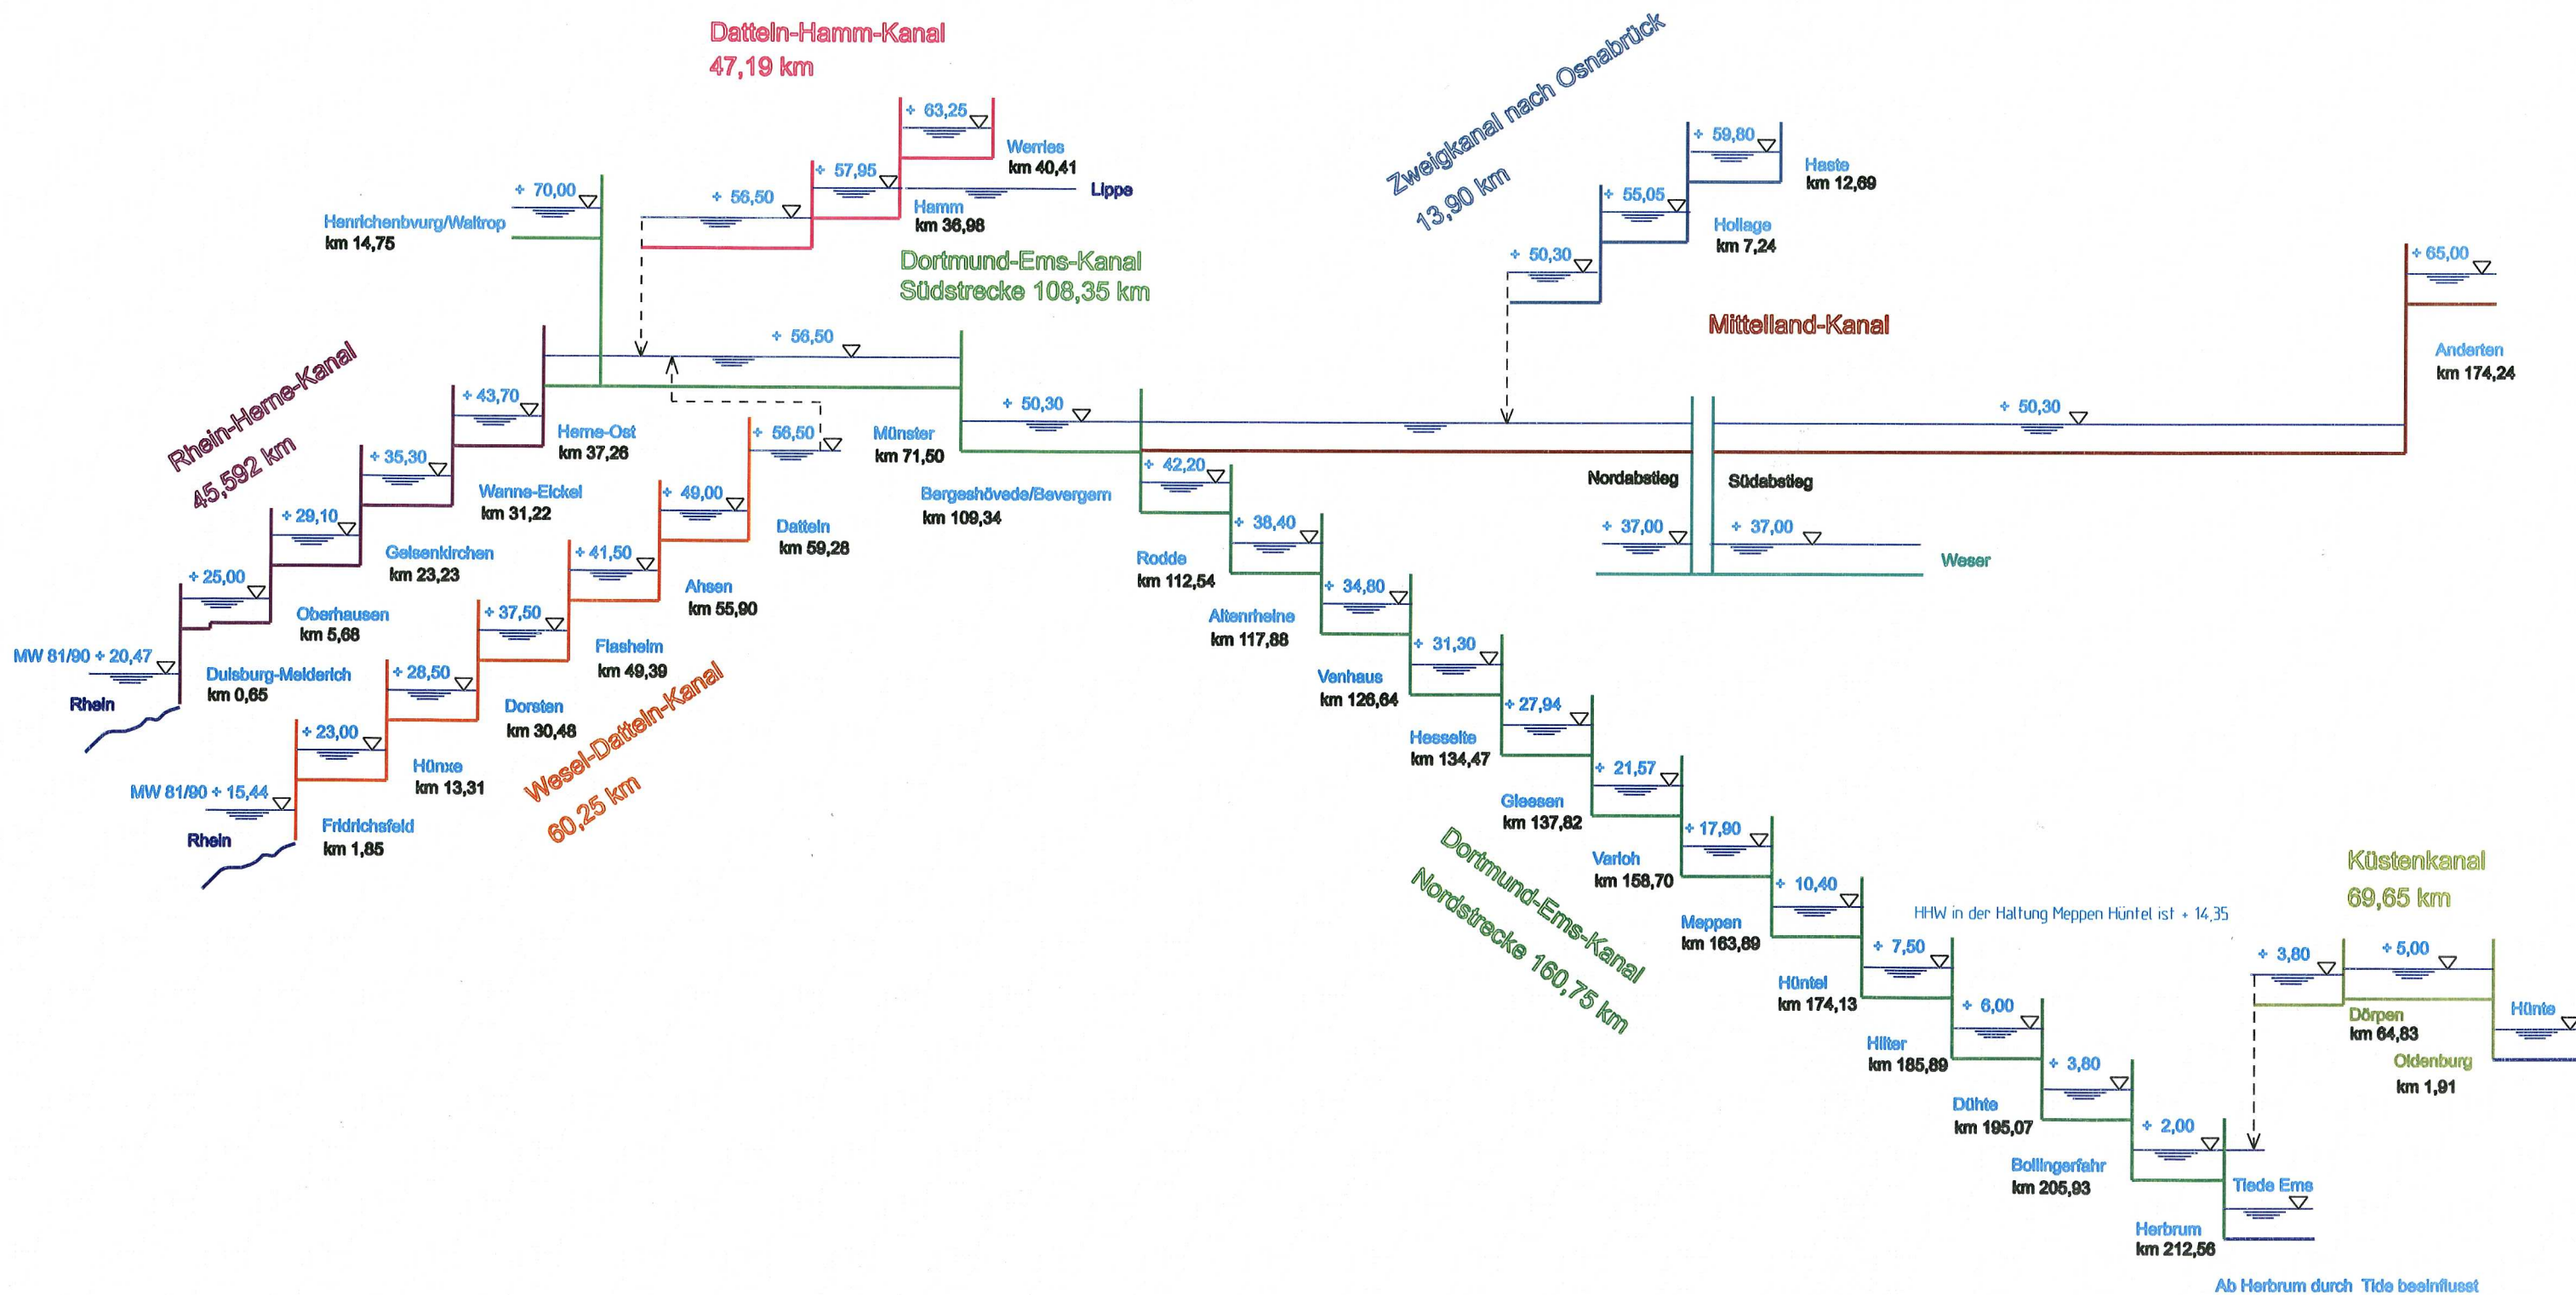 Datteln-Hamm-Kanal
47,19 km
+ 63,25
Werries
km 40,41
+ 57,95
Lippe
+ 56,50
Hamm
km 36,98
+ 70,00
Henrichenbvurg/Waltrop
km 14,75
Dortmund-Ems-Kanal
Südstrecke 108,35 km
Zweigkanal nach Osnabrück
13,90 km
+ 59,80
Haste
km 12,69
+ 55,05
Hollage
km 7,24
+ 50,30
Mittelland-Kanal
+ 65,00
Anderten
km 174,24
Rhein-Herne-Kanal
45,592 km
+ 56,50
+ 43,70
Herne-Ost
km 37,26
+ 35,30
Wanne-Eickel
km 31,22
+ 29,10
Gelsenkirchen
km 23,23
+ 25,00
Oberhausen
km 5,68
MW 81/90 + 20,47
Duisburg-Meiderich
km 0,65
Rhein
+ 56,50
Datteln
km 59,28
+ 49,00
Ahsen
km 55,90
+ 41,50
Flasheim
km 49,39
+ 37,50
Dorsten
km 30,48
+ 28,50
Hünxe
km 13,31
+ 23,00
Fridrichsfeld
km 1,85
MW 81/90 + 15,44
Rhein
Wesel-Datteln-Kanal
60,25 km
Münster
km 71,50
+ 50,30
+ 50,30
Nordabstieg
Südabstieg
+ 37,00
+ 37,00
Weser
Bergeshövede/Bevergern
km 109,34
+ 42,20
Rodde
km 112,54
+ 38,40
Altenrheine
km 117,88
+ 34,80
Venhaus
km 126,64
+ 31,30
Hesselte
km 134,47
+ 27,94
Gleesen
km 137,82
+ 21,57
Varloh
km 158,70
+ 17,90
Meppen
km 163,89
+ 10,40
Hüntel
km 174,13
+ 7,50
Hilter
km 185,89
+ 6,00
Dühte
km 195,07
+ 3,80
Bollingerfahr
km 205,93
+ 2,00
Herbrum
km 212,56
Tiede Ems
Dortmund-Ems-Kanal
Nordstrecke 160,75 km
HHW in der Haltung Meppen Hüntel ist + 14,35
Küstenkanal
69,65 km
+ 3,80
+ 5,00
Dörpen
km 64,83
Hünte
Oldenburg
km 1,91
Ab Herbrum durch Tide beeinflusst